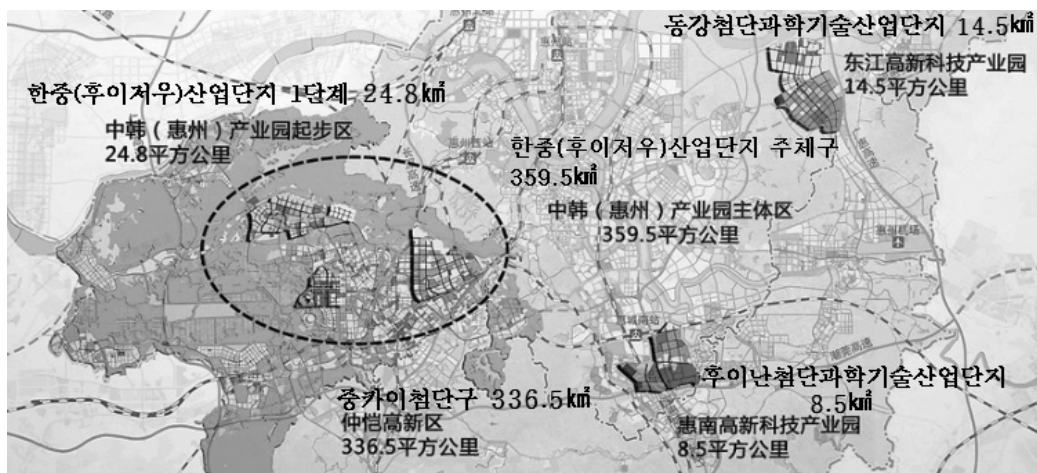 동강첨단과학기술산업단지 14.5㎢
东江高新科技产业园
14.5平方公里
한중(후이저우)산업단지 1단계 24.8㎢
中韩（惠州）产业园起步区
24.8平方公里
한중(후이저우)산업단지 주체구
359.5㎢
中韩（惠州）产业园主体区
359.5平方公里
惠州机场
후이난첨단과학기술산업단지
8.5㎢
惠南高新科技产业园
8.5平方公里
중카이첨단구 336.5㎢
仲恺高新区
336.5平方公里